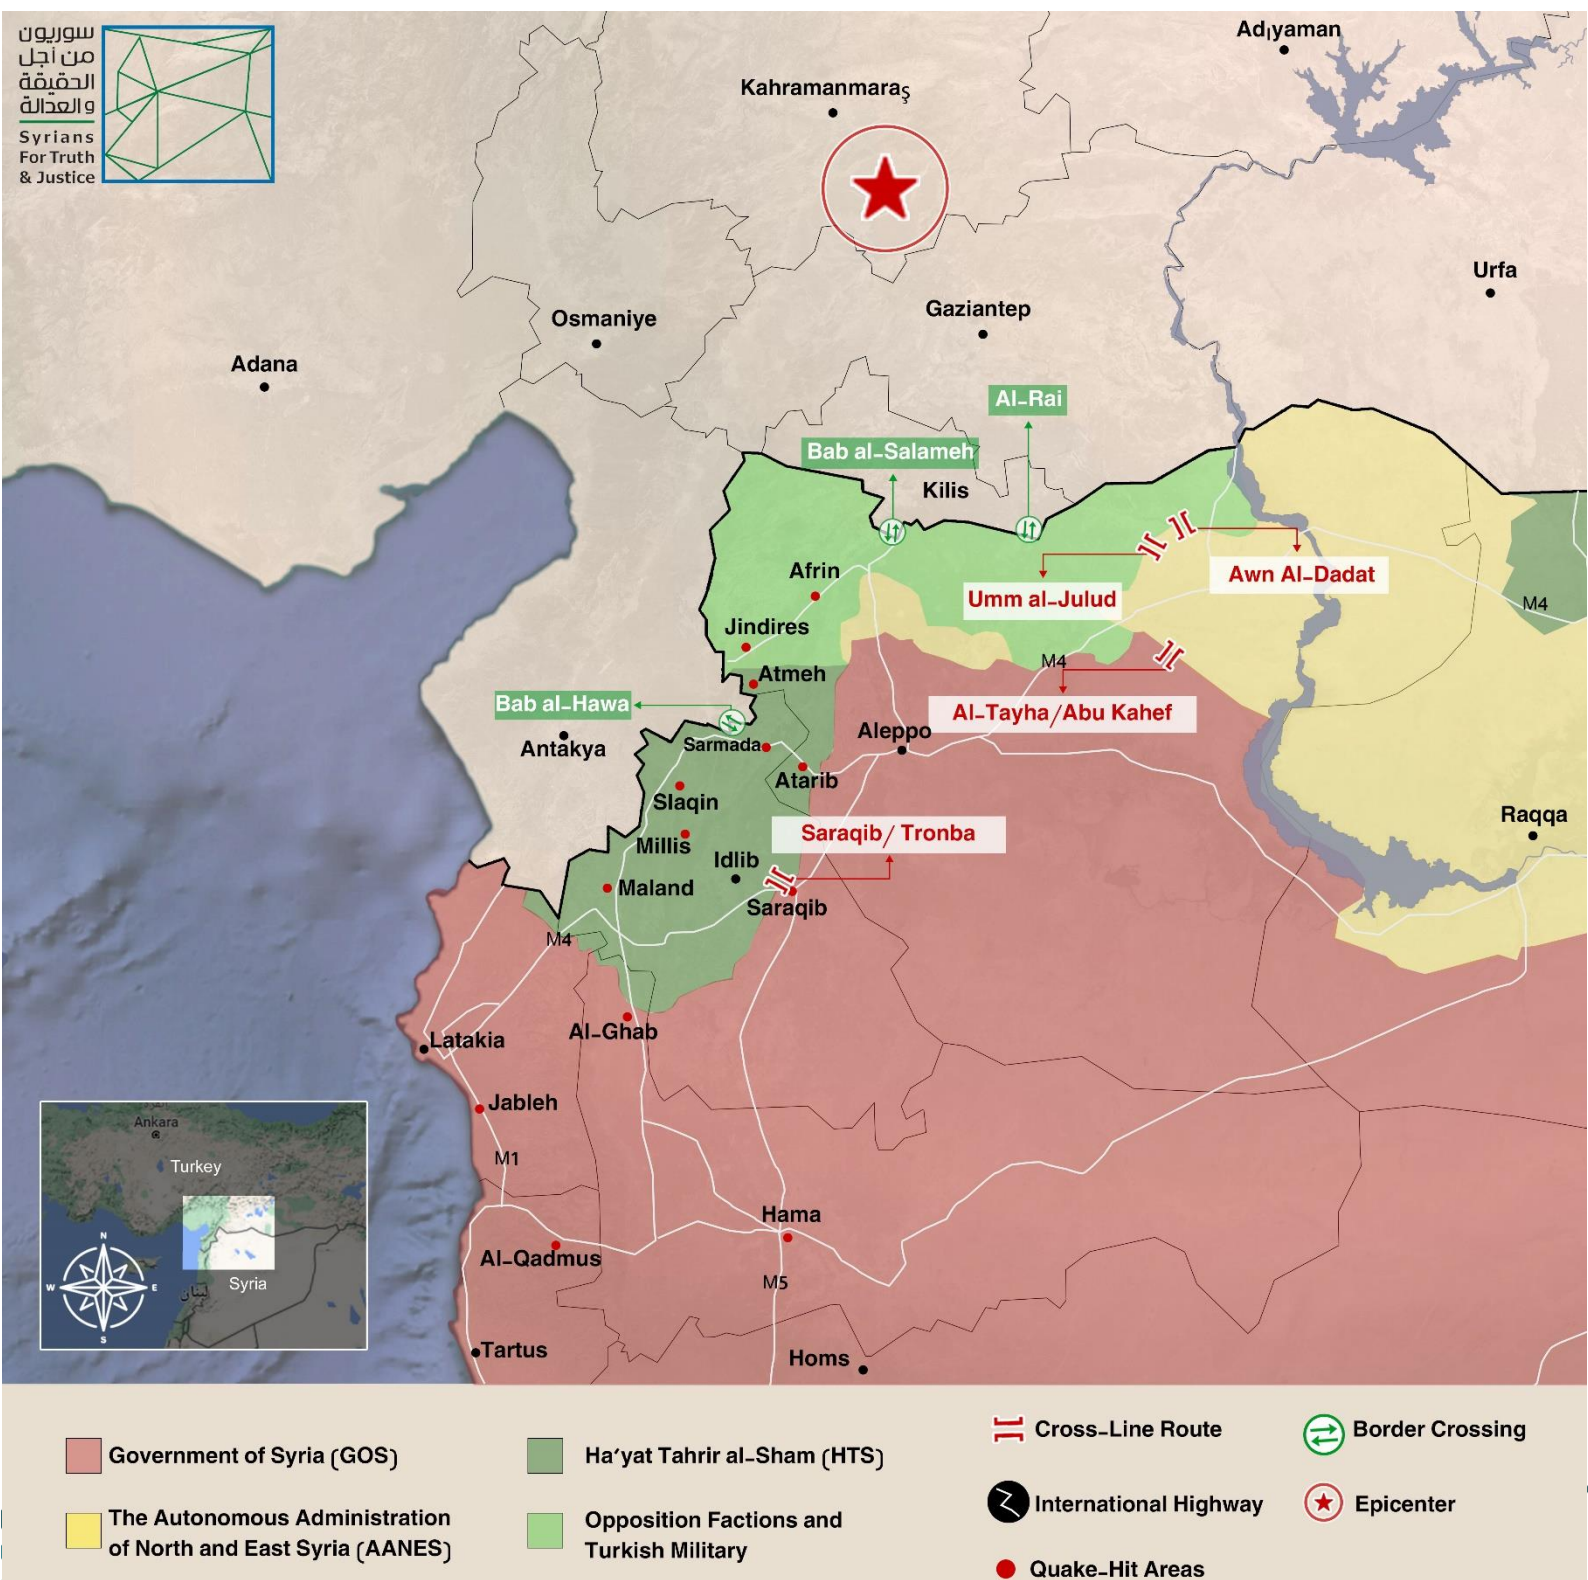 سوريون
من أجل
الحقيقة
والعدالة
Syrians
For Truth
& Justice
Adıyaman
Kahramanmaraş
Urfa
Gaziantep
Osmaniye
Adana
Al-Rai
Bab al-Salameh
Kilis
Afrin
Awn Al-Dadat
Umm al-Julud
M4
Jindires
M4
Atmeh
Bab al-Hawa
Al-Tayha/Abu Kahef
Aleppo
Antakya
Sarmada
Atarib
Slaqin
Raqqa
Saraqib/ Tronba
Millis
Idlib
Maland
Saraqib
M4
Al-Ghab
Latakia
Jableh
Ankara
M1
Turkey
Hama
N
Al-Qadmus
M5
Syria
W
E
لبنان
S
Tartus
Homs
Government of Syria (GOS)
The Autonomous Administration
of North and East Syria (AANES)
Ha'yat Tahrir al-Sham (HTS)
Opposition Factions and
Turkish Military
Cross-Line Route
International Highway
Quake-Hit Areas
Border Crossing
Epicenter